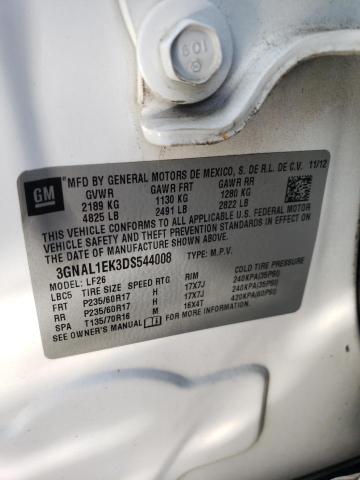 109
GM
MFD BY GENERAL MOTORS DE MEXICO, S. DE R.L. DE C.V. 11/12
GVWR GAWR FRT GAWR RR
2189 KG 1130 KG 1280 KG
4825 LB 2491 LB 2822 LB
THIS VEHICLE CONFORMS TO ALL APPLICABLE U.S.
FEDERAL MOTOR VEHICLE SAFETY, BUMPER, AND
THEFT PREVENTION STANDARDS IN EFFECT ON THE
DATE OF MANUFACTURE SHOWN ABOVE.
3GNAL1EK3DS544008 TYPE: M.P.V.
MODEL: LF26
LBC5 TIRE SIZE SPEED RTG RIM COLD TIRE PRESSURE
FRT P235/60R17 H 17X7J 240KPA(35PSI)
RR P235/60R17 H 17X7J 240KPA(35PSI)
SPA T135/70R16 M 16X4T 420KPA(60PSI)
SEE OWNER'S MANUAL FOR ADDITIONAL INFORMATION.